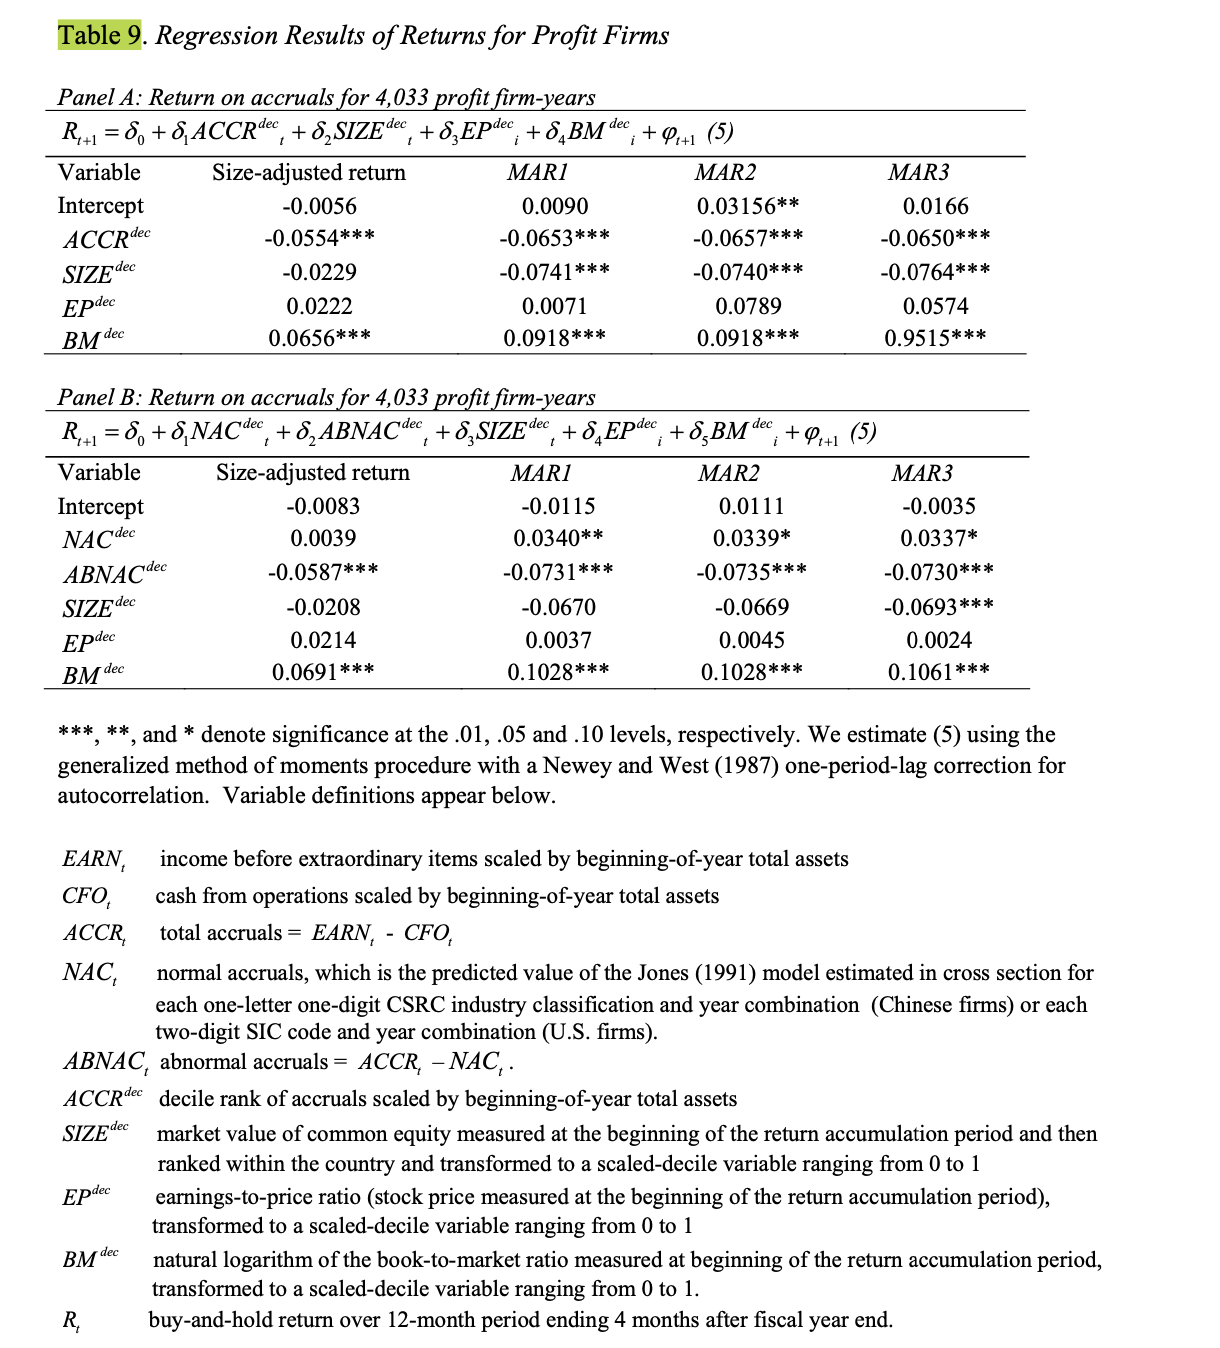 Table 9. Regression Results of Returns for Profit Firms
Panel A: Return on accruals for 4,033 profit firm-years
R_{t+1} = δ_0 + δ_1 ACCR^{dec}_t + δ_2 SIZE^{dec}_t + δ_3 EP^{dec}_i + δ_4 BM^{dec}_i + φ_{t+1} (5)
Variable Size-adjusted return MAR1 MAR2 MAR3
Intercept -0.0056 0.0090 0.03156** 0.0166
ACCR^{dec} -0.0554*** -0.0653*** -0.0657*** -0.0650***
SIZE^{dec} -0.0229 -0.0741*** -0.0740*** -0.0764***
EP^{dec} 0.0222 0.0071 0.0789 0.0574
BM^{dec} 0.0656*** 0.0918*** 0.0918*** 0.9515***
Panel B: Return on accruals for 4,033 profit firm-years
R_{t+1} = δ_0 + δ_1 NAC^{dec}_t + δ_2 ABNAC^{dec}_t + δ_3 SIZE^{dec}_t + δ_4 EP^{dec}_i + δ_5 BM^{dec}_i + φ_{t+1} (5)
Variable Size-adjusted return MAR1 MAR2 MAR3
Intercept -0.0083 -0.0115 0.0111 -0.0035
NAC^{dec} 0.0039 0.0340** 0.0339* 0.0337*
ABNAC^{dec} -0.0587*** -0.0731*** -0.0735*** -0.0730***
SIZE^{dec} -0.0208 -0.0670 -0.0669 -0.0693***
EP^{dec} 0.0214 0.0037 0.0045 0.0024
BM^{dec} 0.0691*** 0.1028*** 0.1028*** 0.1061***
***, **, and * denote significance at the .01, .05 and .10 levels, respectively. We estimate (5) using the
generalized method of moments procedure with a Newey and West (1987) one-period-lag correction for
autocorrelation. Variable definitions appear below.
EARN_t income before extraordinary items scaled by beginning-of-year total assets
CFO_t cash from operations scaled by beginning-of-year total assets
ACCR_t total accruals = EARN_t - CFO_t
NAC_t normal accruals, which is the predicted value of the Jones (1991) model estimated in cross section for
each one-letter one-digit CSRC industry classification and year combination (Chinese firms) or each
two-digit SIC code and year combination (U.S. firms).
ABNAC_t abnormal accruals = ACCR_t – NAC_t .
ACCR^{dec} decile rank of accruals scaled by beginning-of-year total assets
SIZE^{dec} market value of common equity measured at the beginning of the return accumulation period and then
ranked within the country and transformed to a scaled-decile variable ranging from 0 to 1
EP^{dec} earnings-to-price ratio (stock price measured at the beginning of the return accumulation period),
transformed to a scaled-decile variable ranging from 0 to 1
BM^{dec} natural logarithm of the book-to-market ratio measured at beginning of the return accumulation period,
transformed to a scaled-decile variable ranging from 0 to 1.
R_t buy-and-hold return over 12-month period ending 4 months after fiscal year end.